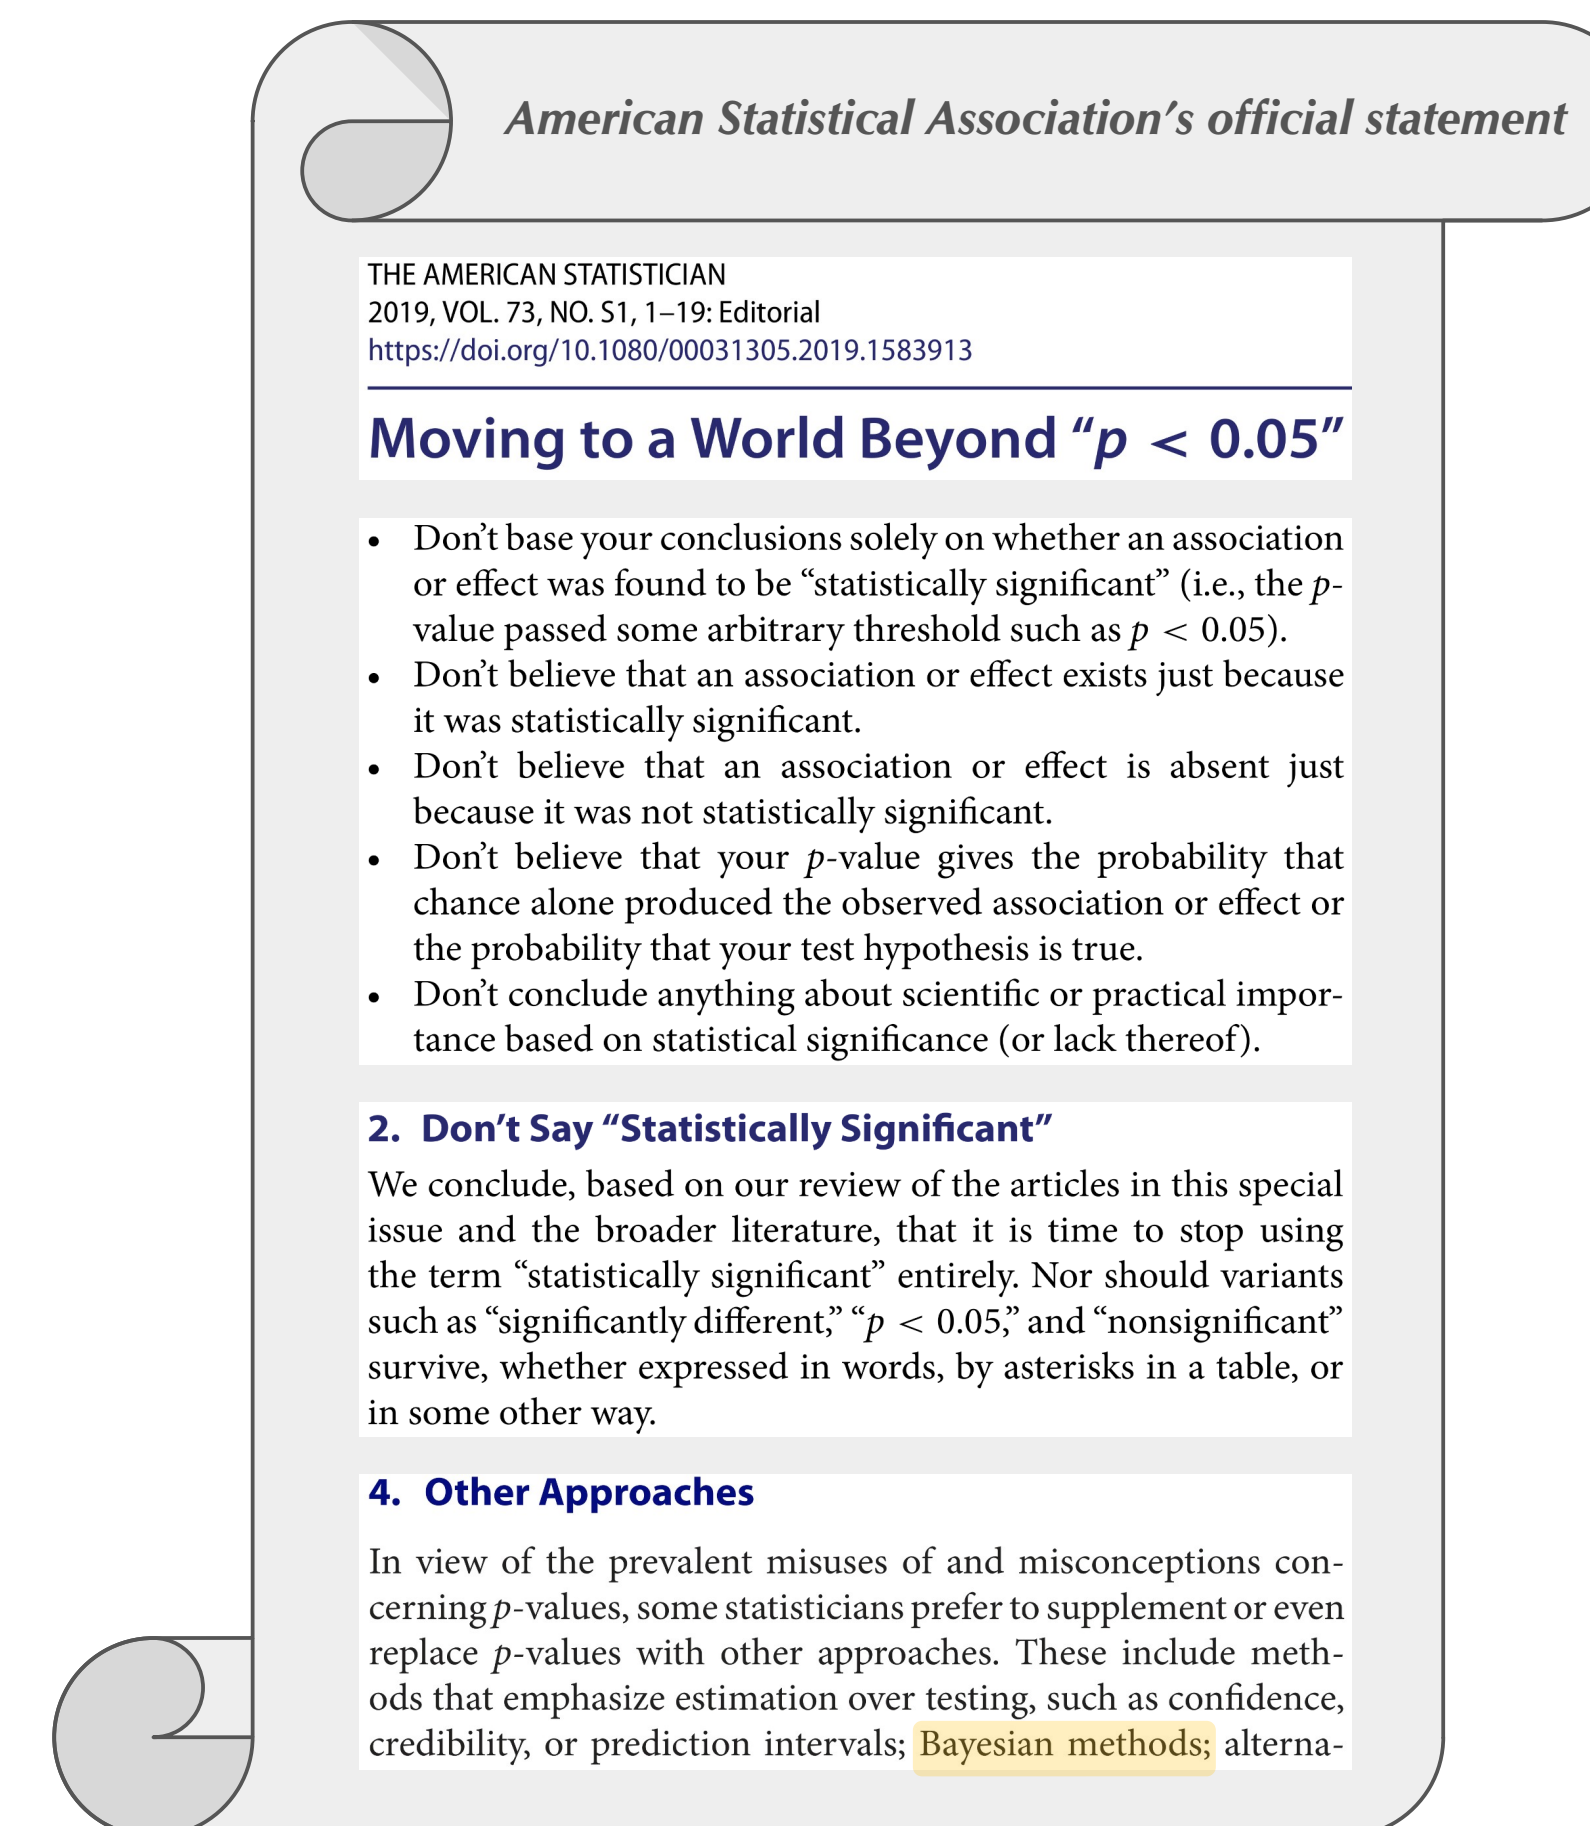 American Statistical Association’s official statement
THE AMERICAN STATISTICIAN
2019, VOL. 73, NO. S1, 1–19: Editorial
https://doi.org/10.1080/00031305.2019.1583913
Moving to a World Beyond “p < 0.05”
• Don’t base your conclusions solely on whether an association
or effect was found to be “statistically significant” (i.e., the p-
value passed some arbitrary threshold such as p < 0.05).
• Don’t believe that an association or effect exists just because
it was statistically significant.
• Don’t believe that an association or effect is absent just
because it was not statistically significant.
• Don’t believe that your p-value gives the probability that
chance alone produced the observed association or effect or
the probability that your test hypothesis is true.
• Don’t conclude anything about scientific or practical impor-
tance based on statistical significance (or lack thereof).
2. Don’t Say “Statistically Significant”
We conclude, based on our review of the articles in this special
issue and the broader literature, that it is time to stop using
the term “statistically significant” entirely. Nor should variants
such as “significantly different,” “p < 0.05,” and “nonsignificant”
survive, whether expressed in words, by asterisks in a table, or
in some other way.
4. Other Approaches
In view of the prevalent misuses of and misconceptions con-
cerning p-values, some statisticians prefer to supplement or even
replace p-values with other approaches. These include meth-
ods that emphasize estimation over testing, such as confidence,
credibility, or prediction intervals; Bayesian methods; alterna-